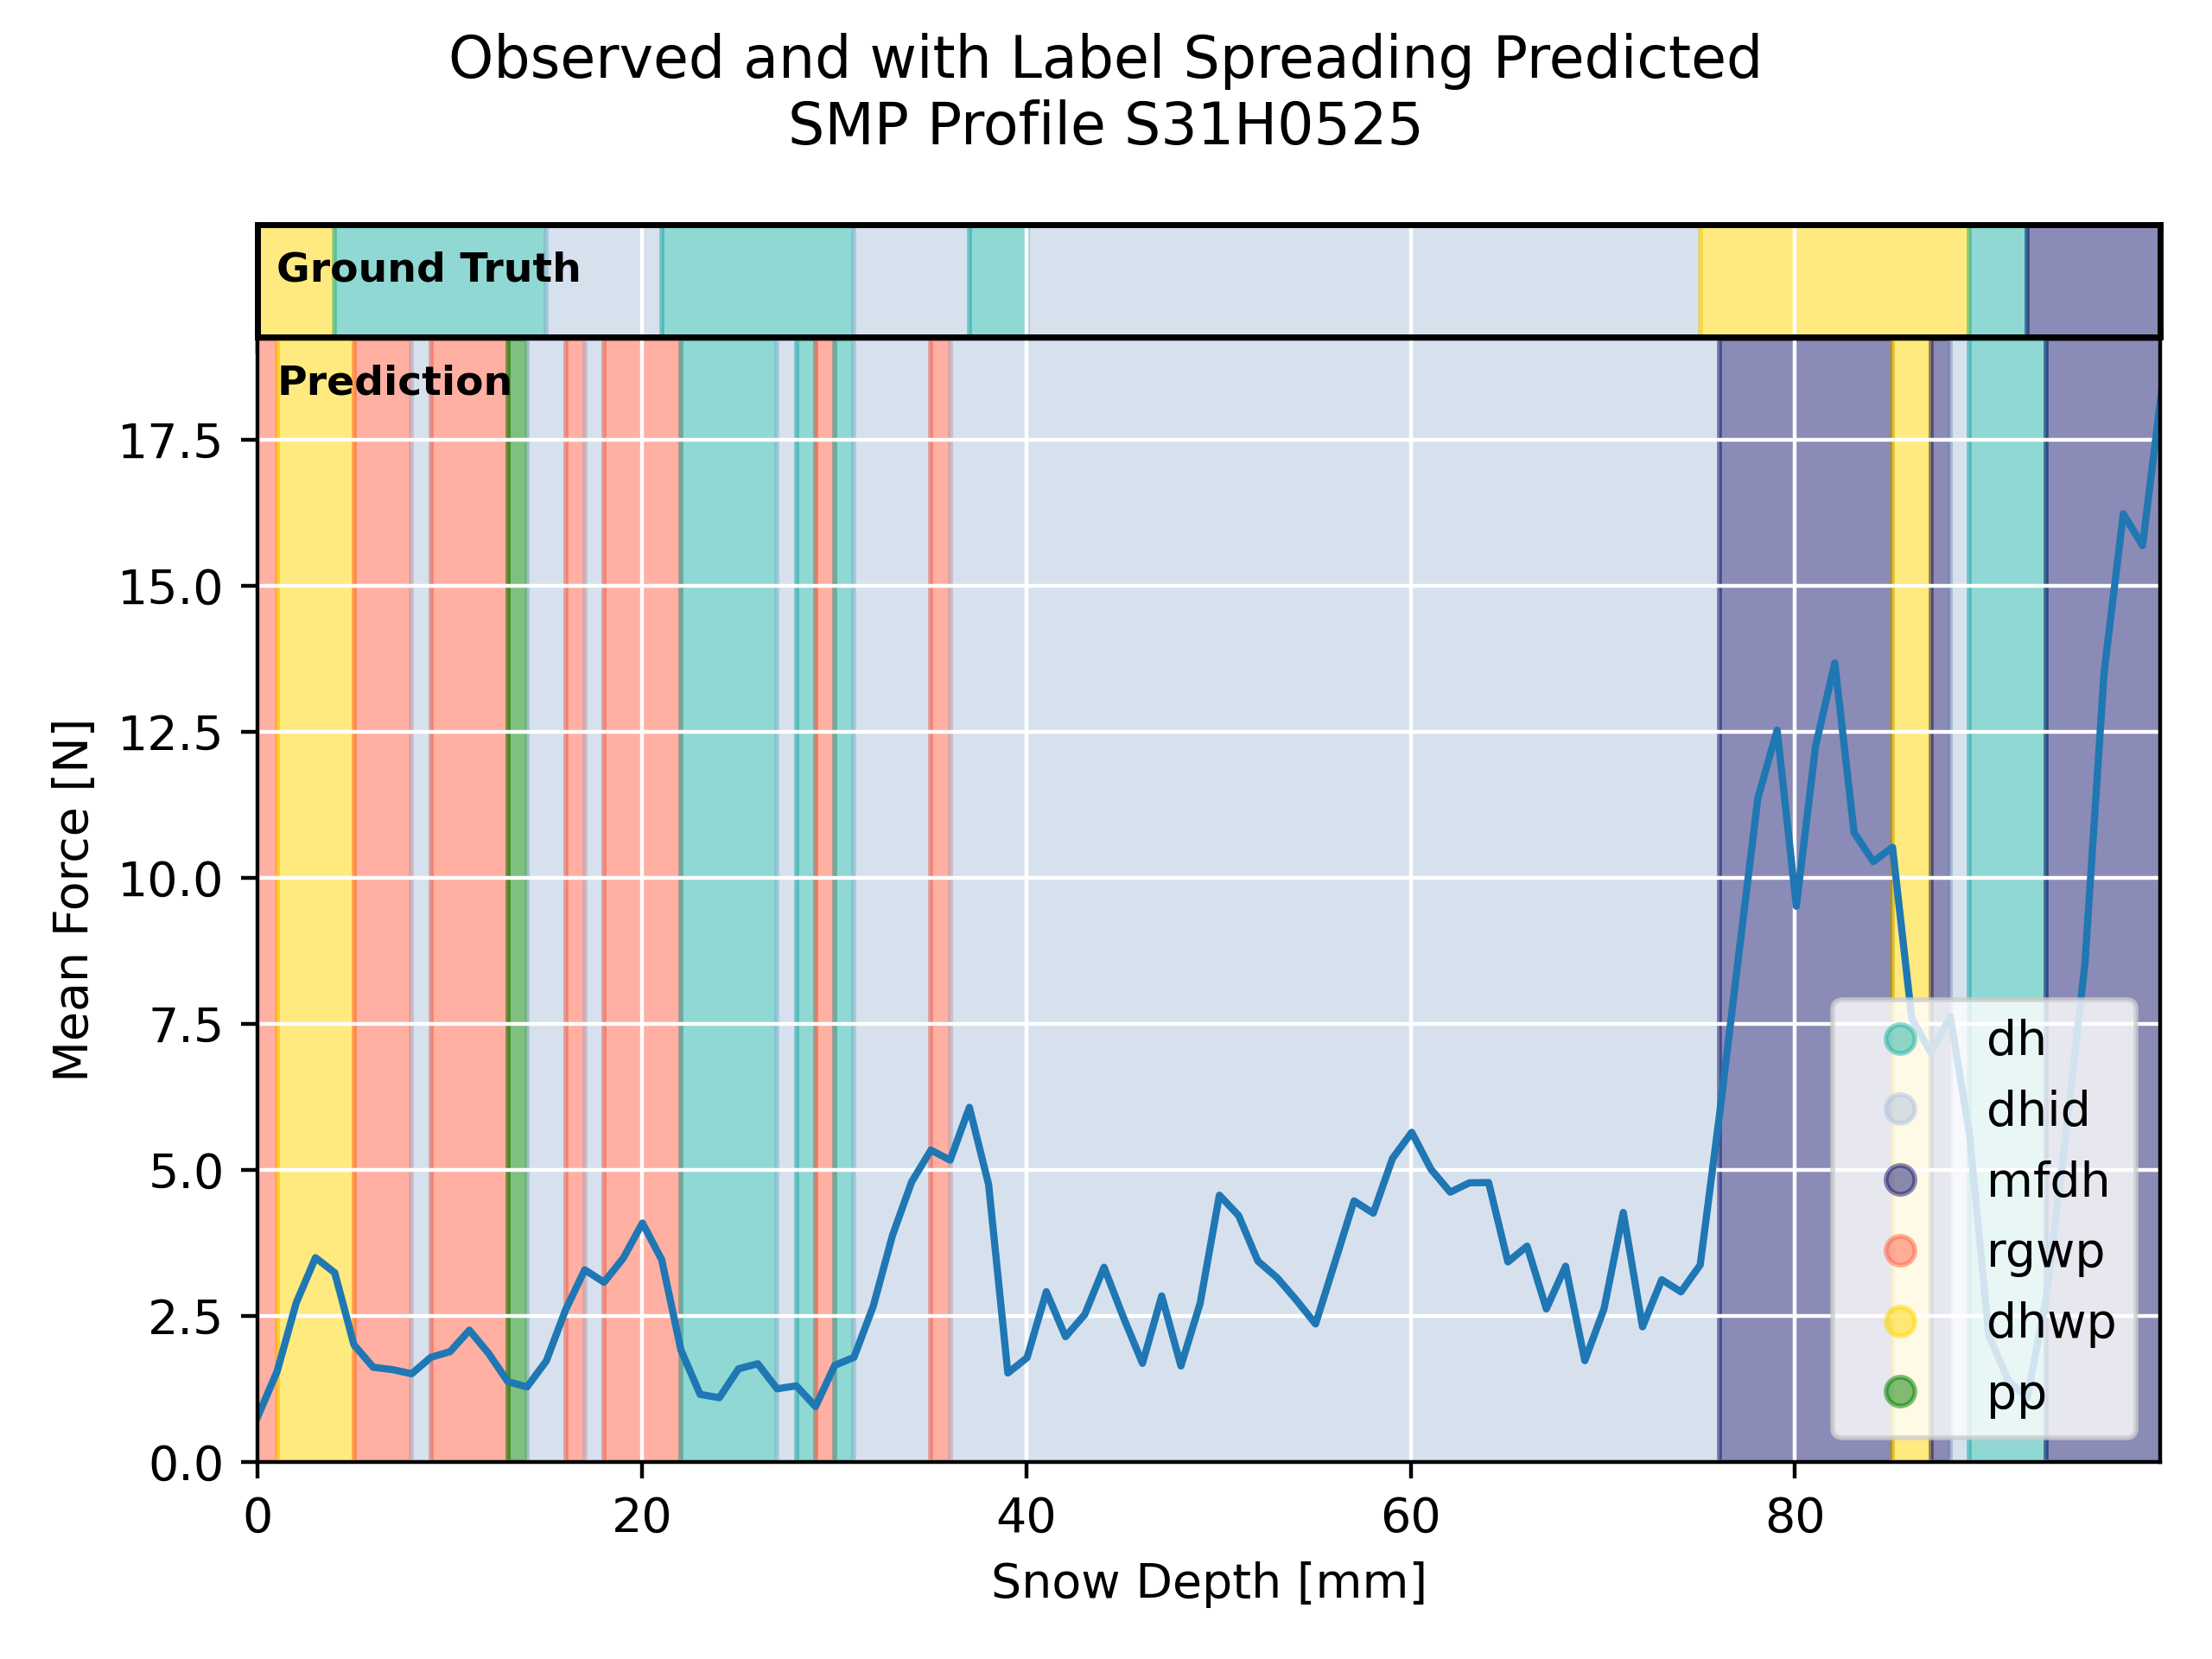 Observed and with Label Spreading Predicted
SMP Profile S31H0525
Ground Truth
Prediction
17.5
15.0
12.5
10.0
7.5
5.0
2.5
0.0
Mean Force [N]
dh
dhid
mfdh
rgwp
dhwp
pp
0 20 40 60 80
Snow Depth [mm]